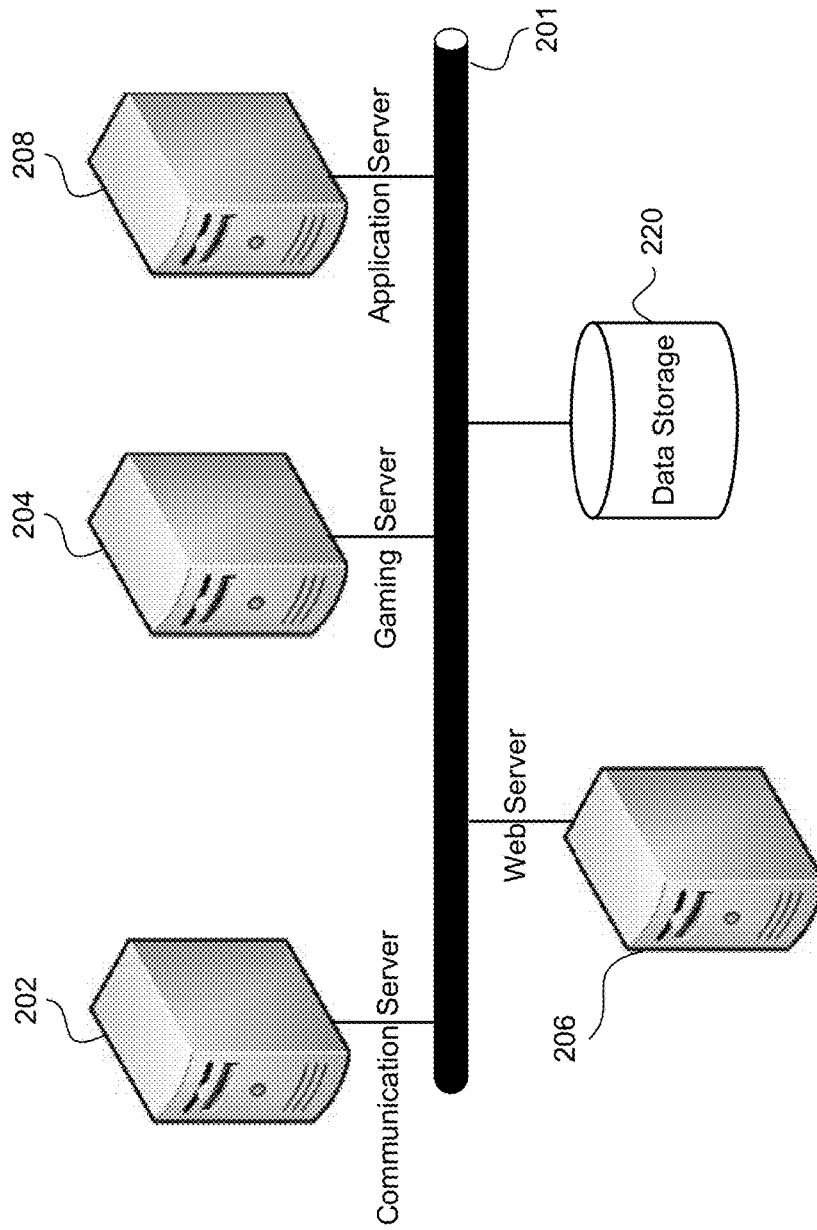 202
204
208
Communication Server
Gaming Server
Application Server
201
Web Server
Data Storage
206
220